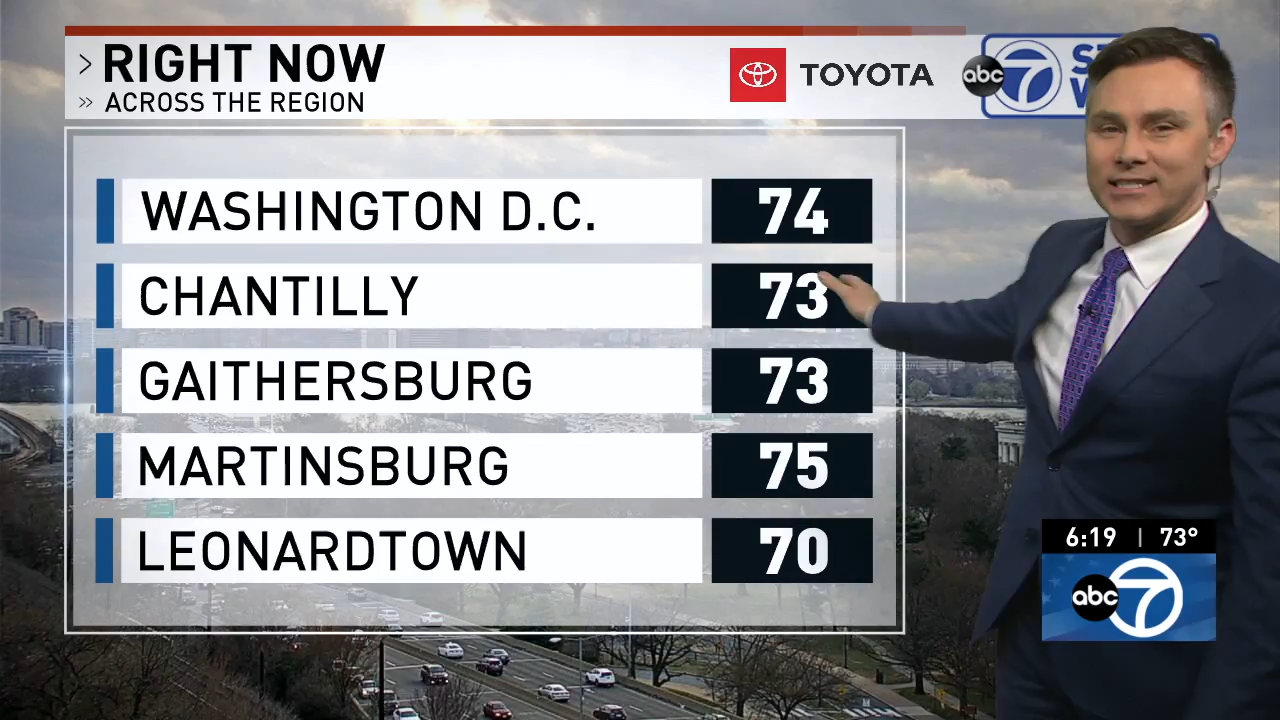 > RIGHT NOW
» ACROSS THE REGION
TOYOTA
abc 7
WASHINGTON D.C. 74
CHANTILLY 73
GAITHERSBURG 73
MARTINSBURG 75
LEONARDTOWN 70
6:19 | 73°
abc 7